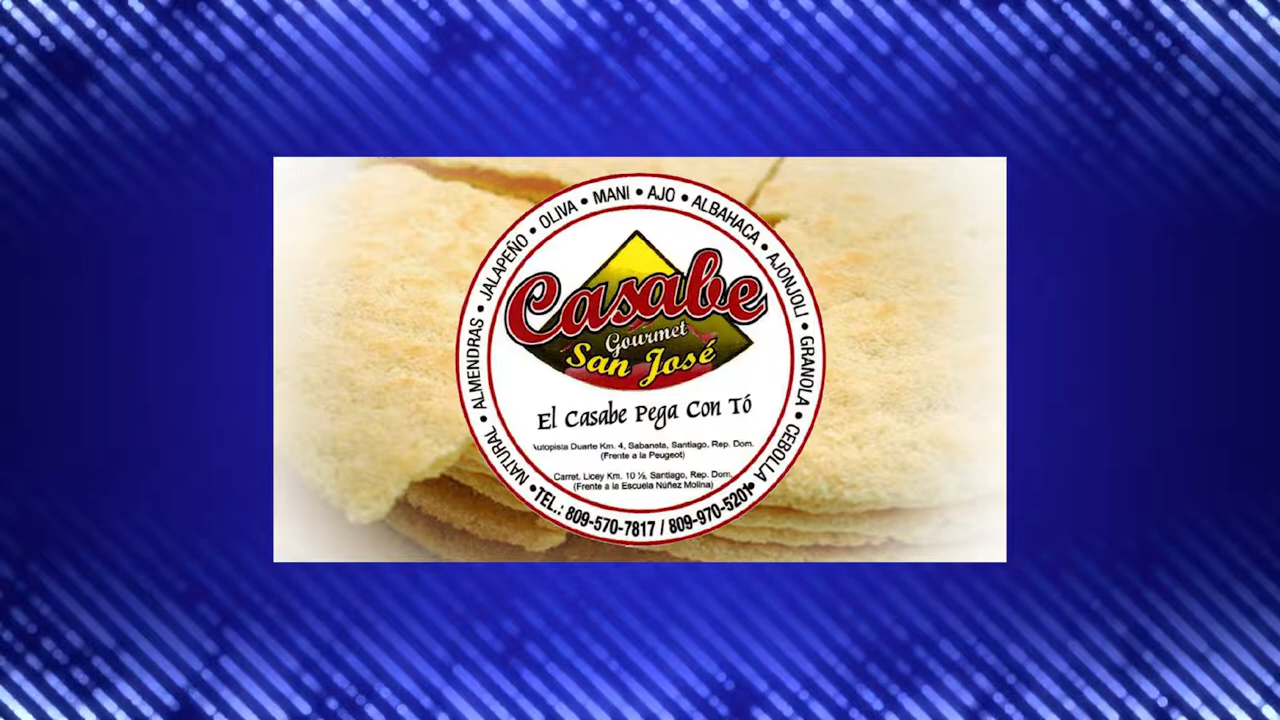 NATURAL • ALMENDRAS • JALAPEÑO • OLIVA • MANI • AJO • ALBAHACA • AJONJOLI • GRANOLA • CEBOLLA
Casabe
Gourmet
San José
El Casabe Pega Con Tó
Autopista Duarte Km. 4, Sabaneta, Santiago, Rep. Dom.
(Frente a la Peugeot)
Carret. Licey Km. 10 ½, Santiago, Rep. Dom.
(Frente a la Escuela Núñez Molina)
•TEL.: 809-570-7817 / 809-970-5201•